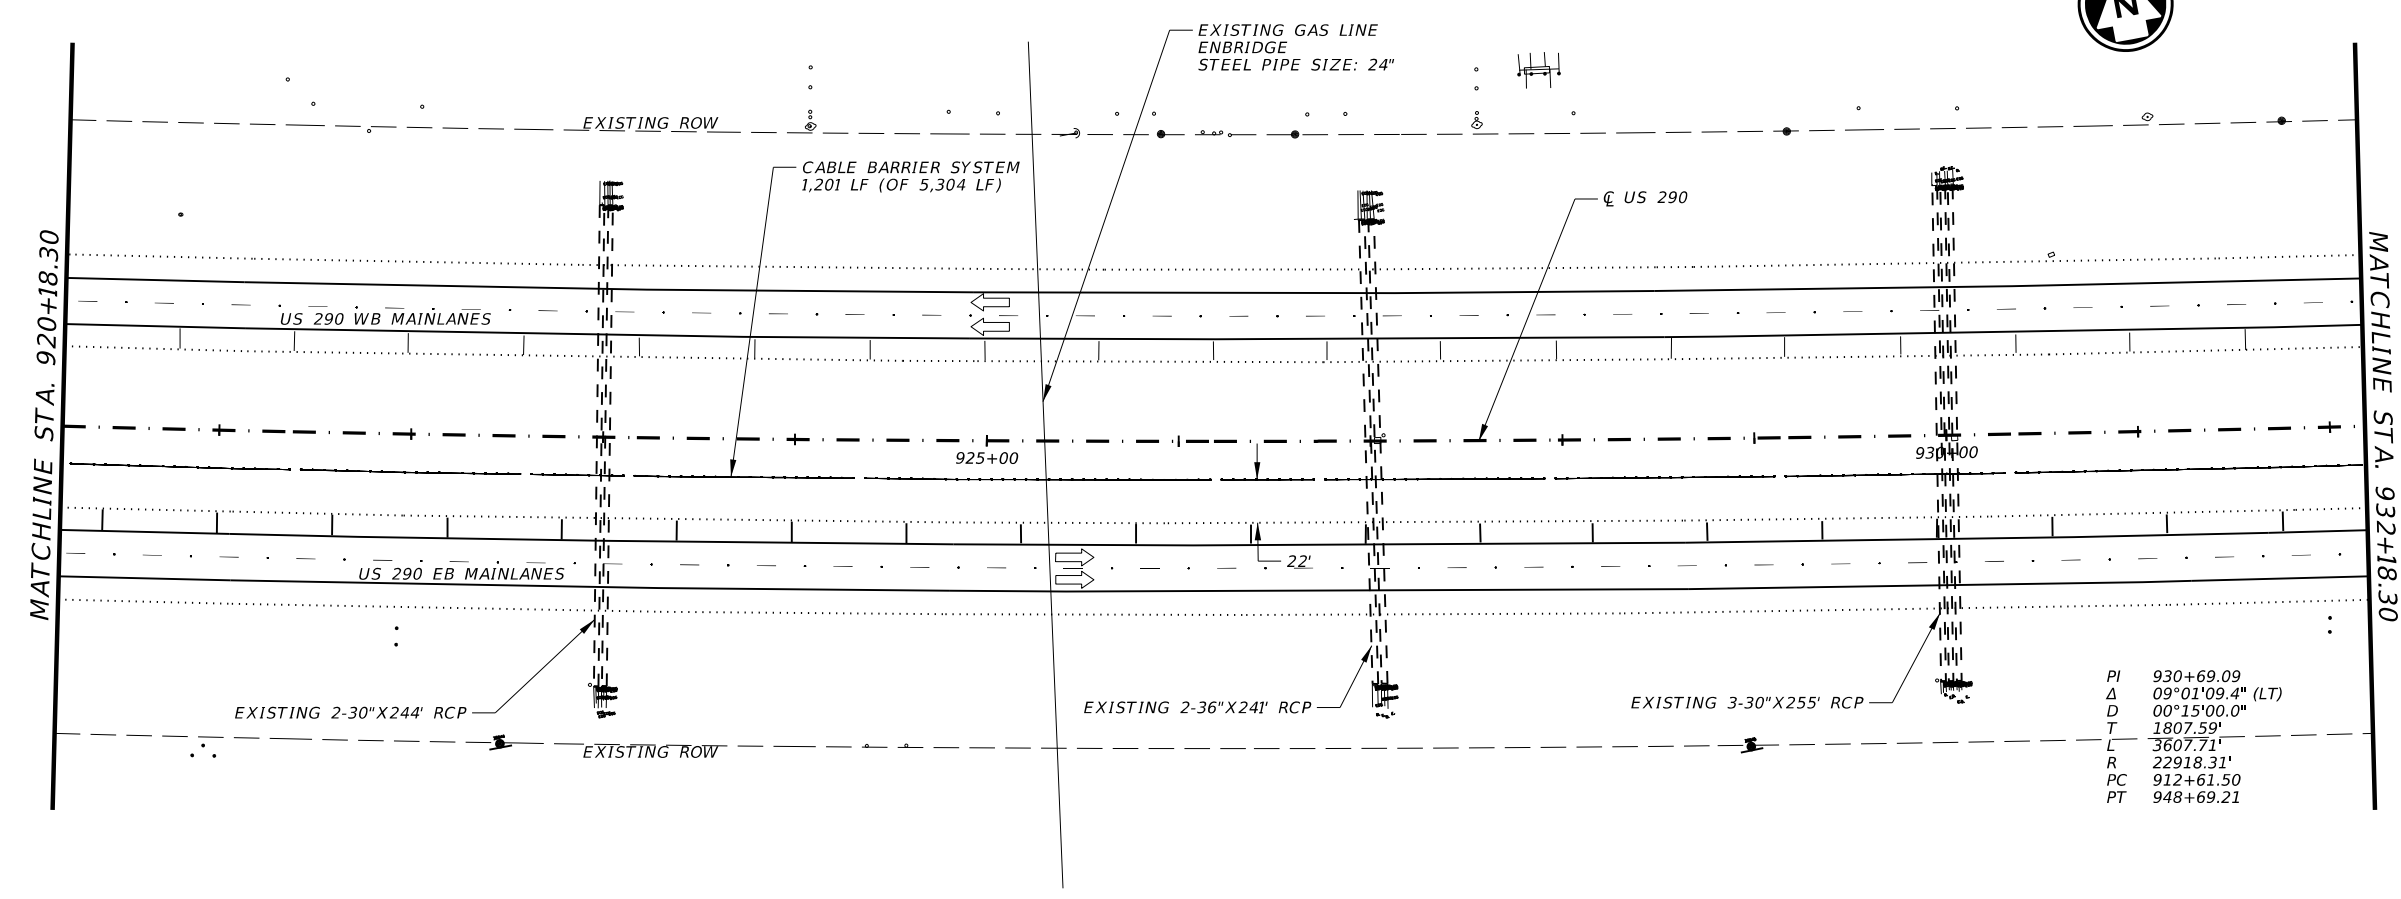 N
EXISTING GAS LINE
ENBRIDGE
STEEL PIPE SIZE: 24"
EXISTING ROW
CABLE BARRIER SYSTEM
1,201 LF (OF 5,304 LF)
℄ US 290
MATCHLINE STA. 920+18.30
MATCHLINE STA. 932+18.30
US 290 WB MAINLANES
925+00
930+00
22'
US 290 EB MAINLANES
EXISTING 2-30"X244' RCP
EXISTING 2-36"X241' RCP
EXISTING 3-30"X255' RCP
EXISTING ROW
PI 930+69.09
Δ 09°01'09.4" (LT)
D 00°15'00.0"
T 1807.59'
L 3607.71'
R 22918.31'
PC 912+61.50
PT 948+69.21